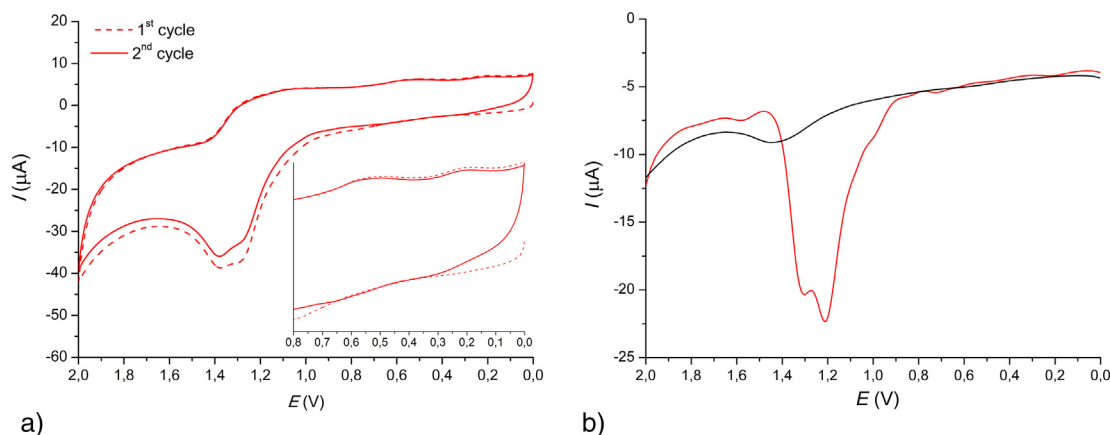 1st cycle
2nd cycle
I (µA)
20
10
0
-10
-20
-30
-40
-50
-60
2,0 1,8 1,6 1,4 1,2 1,0 0,8 0,6 0,4 0,2 0,0
E (V)
0,8 0,7 0,6 0,5 0,4 0,3 0,2 0,1 0,0
a)
I (µA)
0
-5
-10
-15
-20
-25
2,0 1,8 1,6 1,4 1,2 1,0 0,8 0,6 0,4 0,2 0,0
E (V)
b)